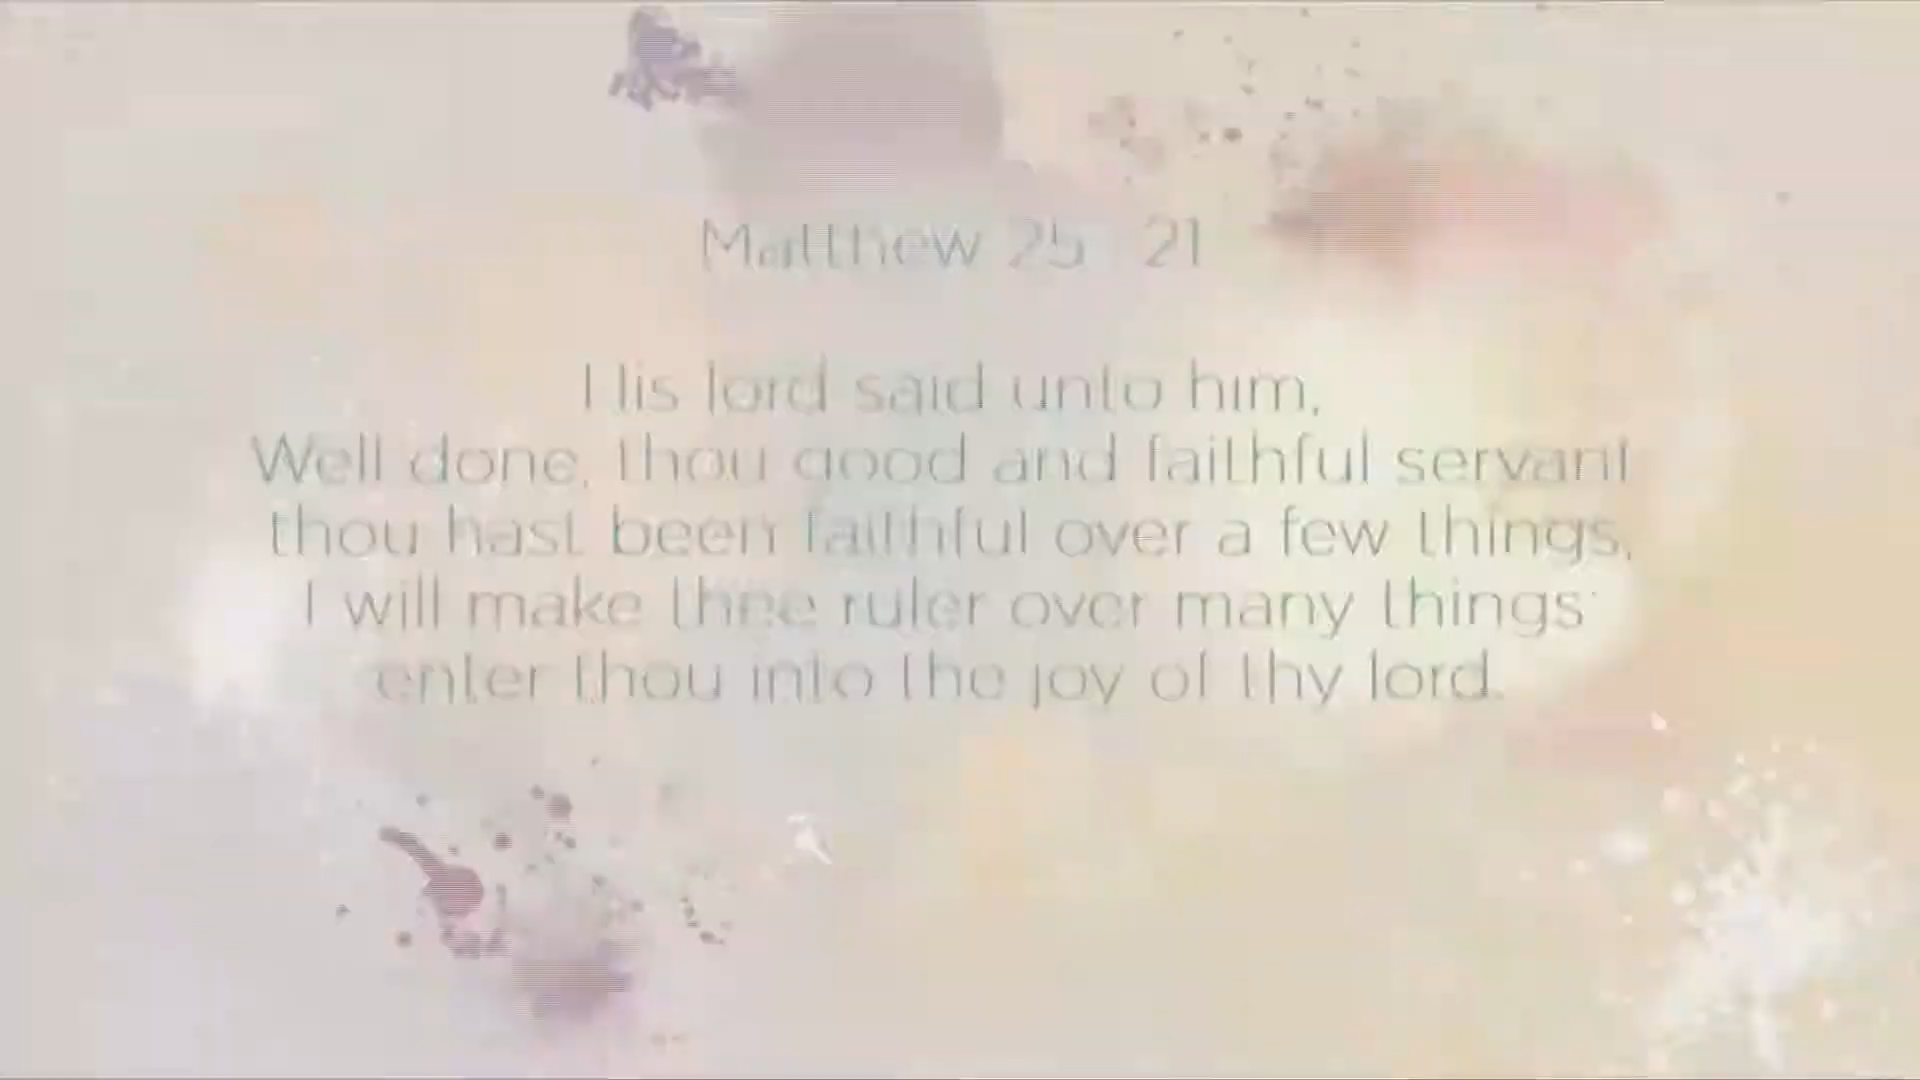 Matthew 25 : 21
His lord said unto him,
Well done, thou good and faithful servant
thou hast been faithful over a few things,
I will make thee ruler over many things:
enter thou into the joy of thy lord.